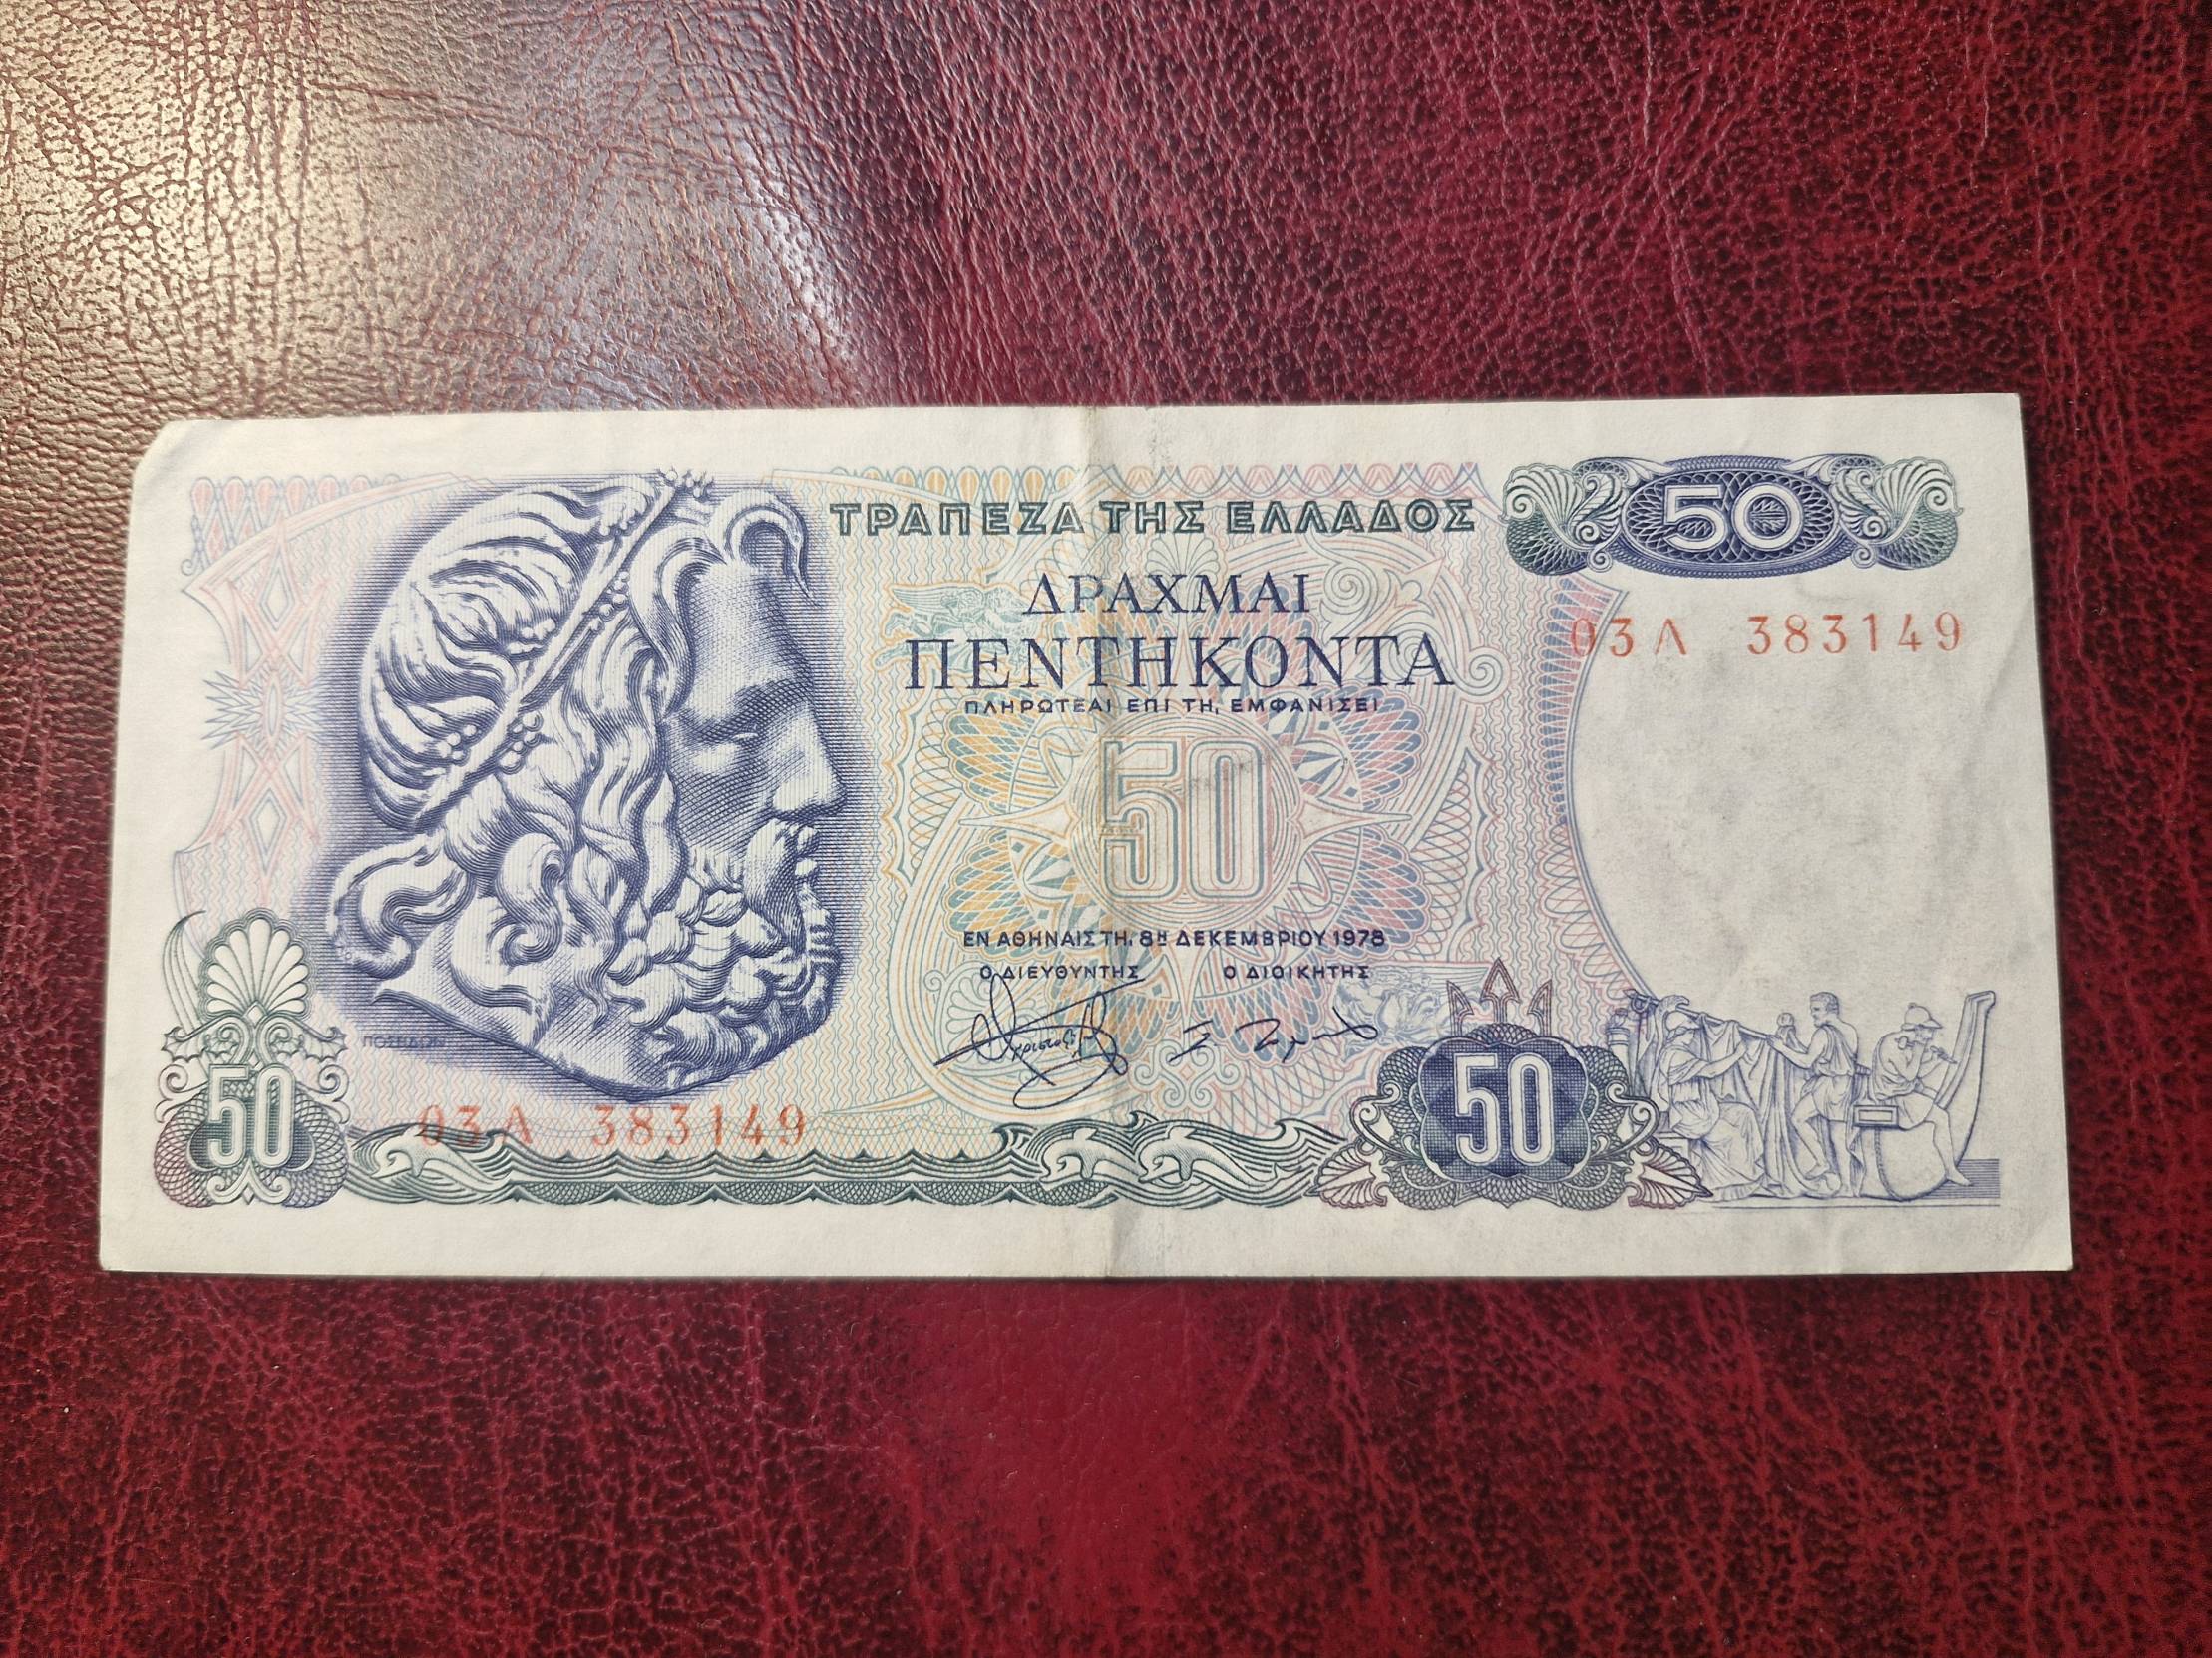 ΤΡΑΠΕΖΑ ΤΗΣ ΕΛΛΑΔΟΣ
50
ΔΡΑΧΜΑΙ
ΠΕΝΤΗΚΟΝΤΑ
03Λ 383149
ΠΛΗΡΩΤΕΑΙ ΕΠΙ ΤΗ, ΕΜΦΑΝΙΣΕΙ
50
ΕΝ ΑΘΗΝΑΙΣ ΤΗ, 8Η ΔΕΚΕΜΒΡΙΟΥ 1978
Ο ΔΙΕΥΘΥΝΤΗΣ Ο ΔΙΟΙΚΗΤΗΣ
ΠΟΣΕΙΔΩΝ
50
50
03Λ 383149